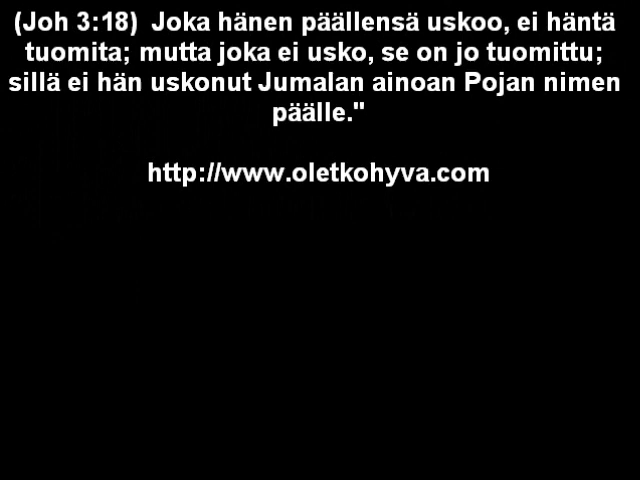 (Joh 3:18)  Joka hänen päällensä uskoo, ei häntä
tuomita; mutta joka ei usko, se on jo tuomittu;
sillä ei hän uskonut Jumalan ainoan Pojan nimen
päälle."
http://www.oletkohyva.com